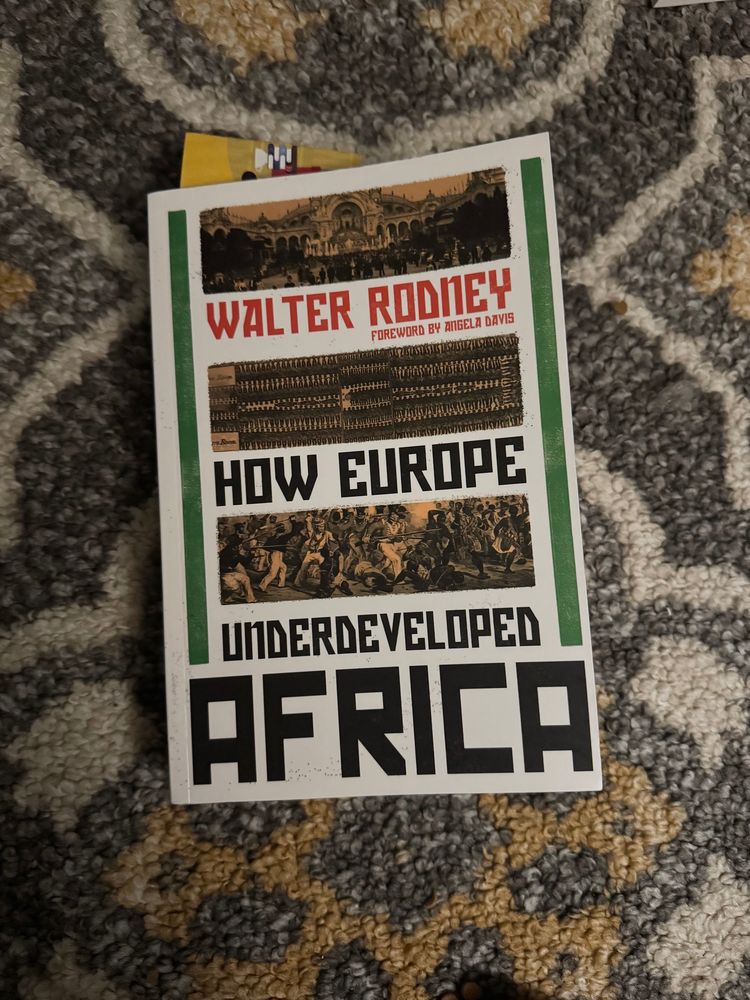 WALTER RODNEY
FOREWORD BY ANGELA DAVIS
HOW EUROPE
UNDERDEVELOPED
AFRICA